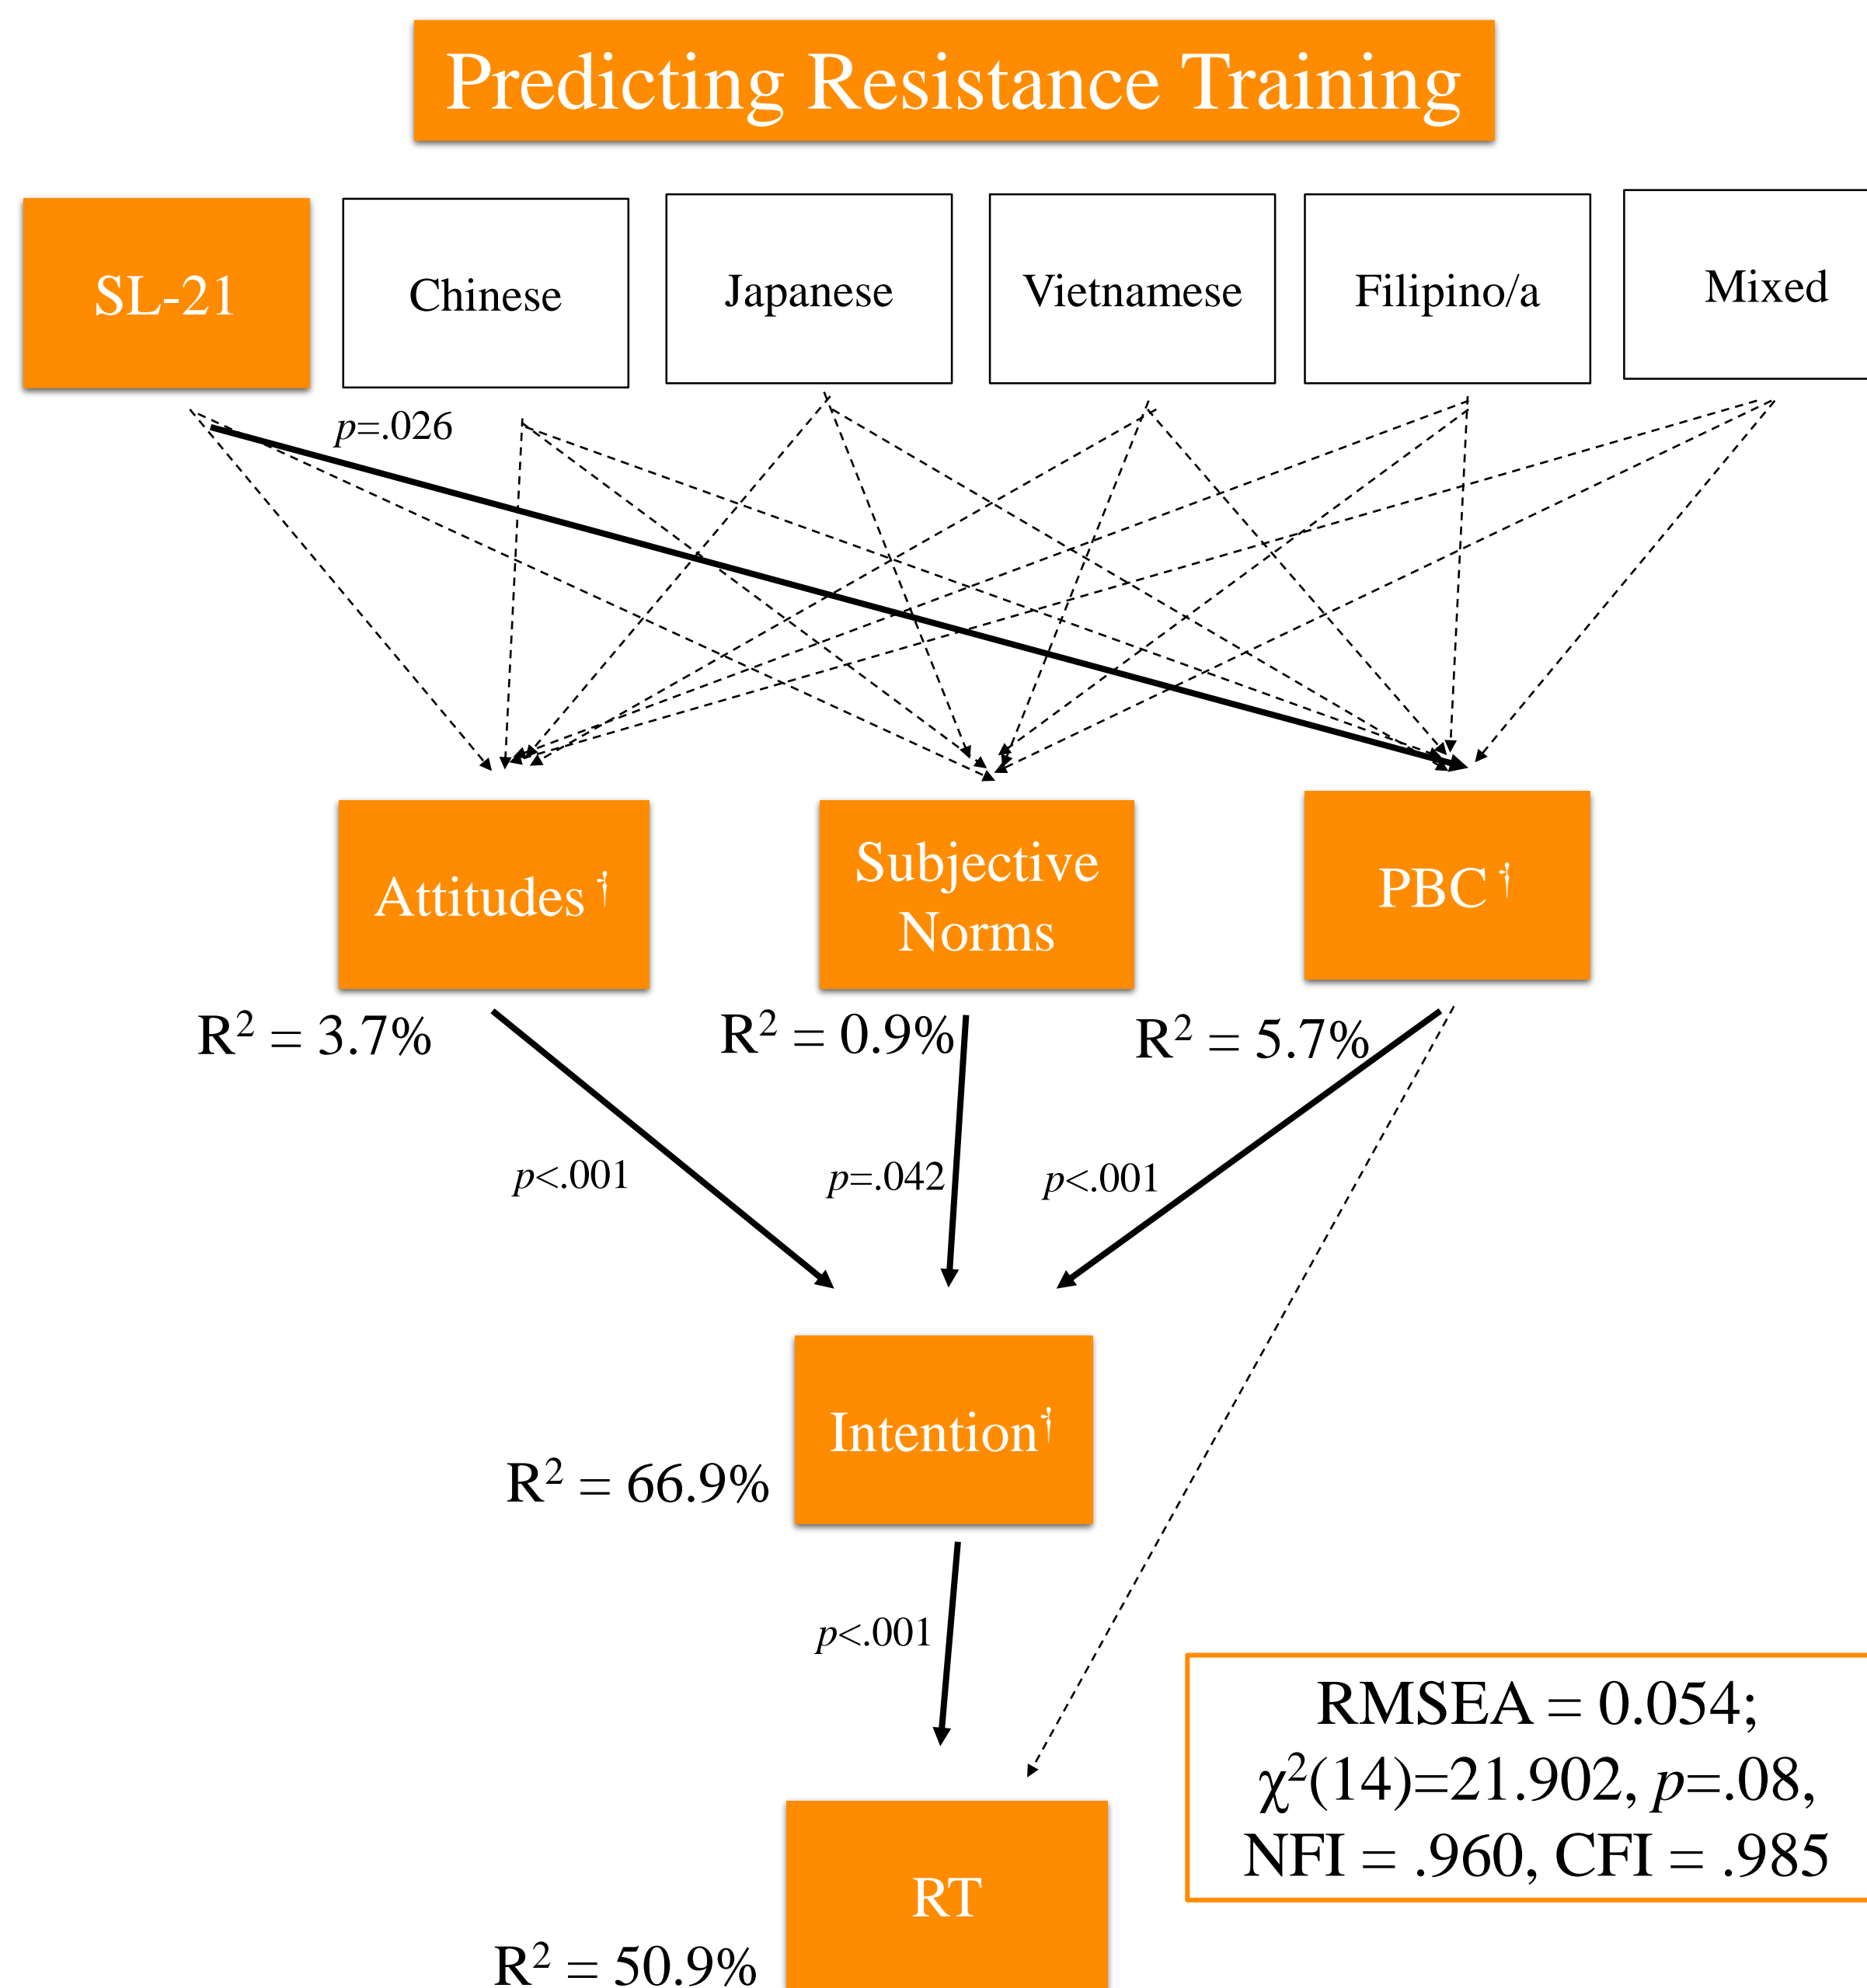 Predicting Resistance Training
SL-21
Chinese
Japanese
Vietnamese
Filipino/a
Mixed
p=.026
Attitudes †
Subjective
Norms
PBC †
R² = 3.7%
R² = 0.9%
R² = 5.7%
p<.001
p=.042
p<.001
Intention†
R² = 66.9%
p<.001
RMSEA = 0.054;
χ²(14)=21.902, p=.08,
NFI = .960, CFI = .985
RT
R² = 50.9%